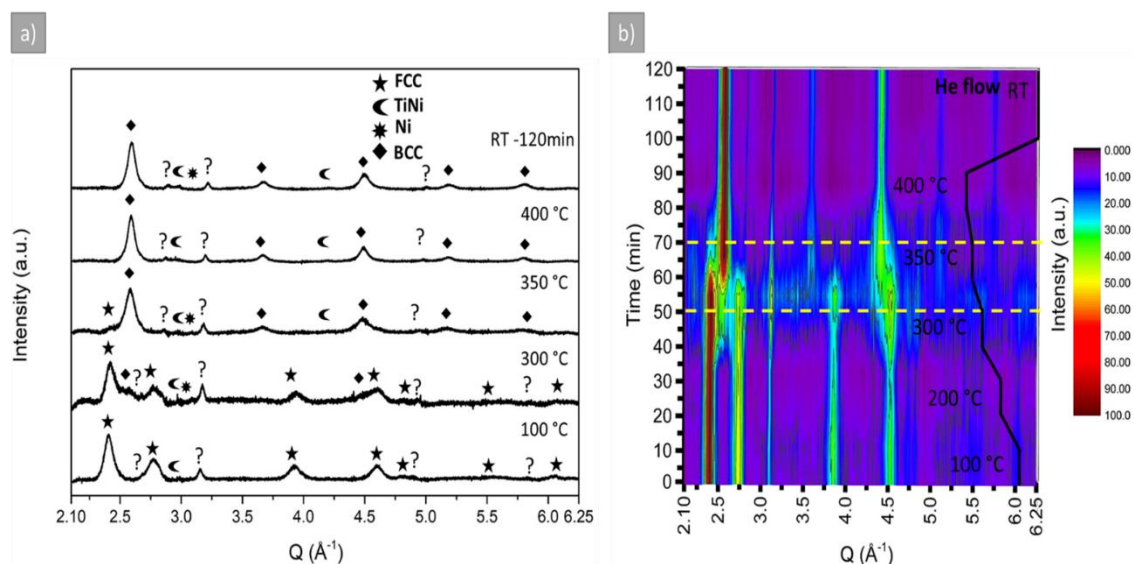 a)
★ FCC
☾ TiNi
✸ Ni
◆ BCC
RT -120min
? ? ?
400 °C
? ? ?
350 °C
? ? ?
300 °C
? ? ? ?
100 °C
? ? ? ?
Intensity (a.u.)
2.10 2.5 3.0 3.5 4.0 4.5 5.0 5.5 6.0 6.25
Q (Å⁻¹)
b)
He flow RT
400 °C
350 °C
300 °C
200 °C
100 °C
Time (min)
120
110
100
90
80
70
60
50
40
30
20
10
0
2.10 2.5 3.0 3.5 4.0 4.5 5.0 5.5 6.0 6.25
Q (Å⁻¹)
Intensity (a.u.)
0.000
10.00
20.00
30.00
40.00
50.00
60.00
70.00
80.00
90.00
100.0